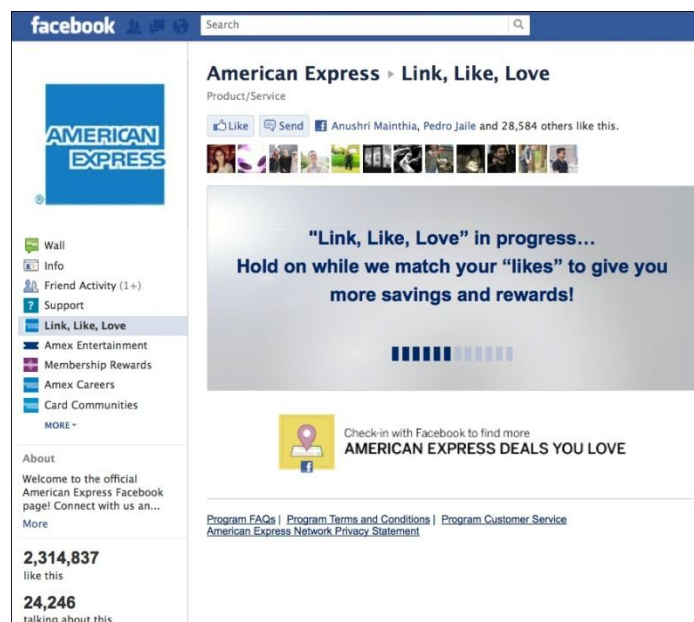 facebook
Search
AMERICAN
EXPRESS
®
Wall
Info
Friend Activity (1+)
Support
Link, Like, Love
Amex Entertainment
Membership Rewards
Amex Careers
Card Communities
MORE
About
Welcome to the official
American Express Facebook
page! Connect with us an...
More
2,314,837
like this
24,246
talking about this
American Express ▸ Link, Like, Love
Product/Service
Like Send Anushri Mainthia, Pedro Jaile and 28,584 others like this.
"Link, Like, Love” in progress...
Hold on while we match your “likes” to give you
more savings and rewards!
Check-in with Facebook to find more
AMERICAN EXPRESS DEALS YOU LOVE
Program FAQs | Program Terms and Conditions | Program Customer Service
American Express Network Privacy Statement